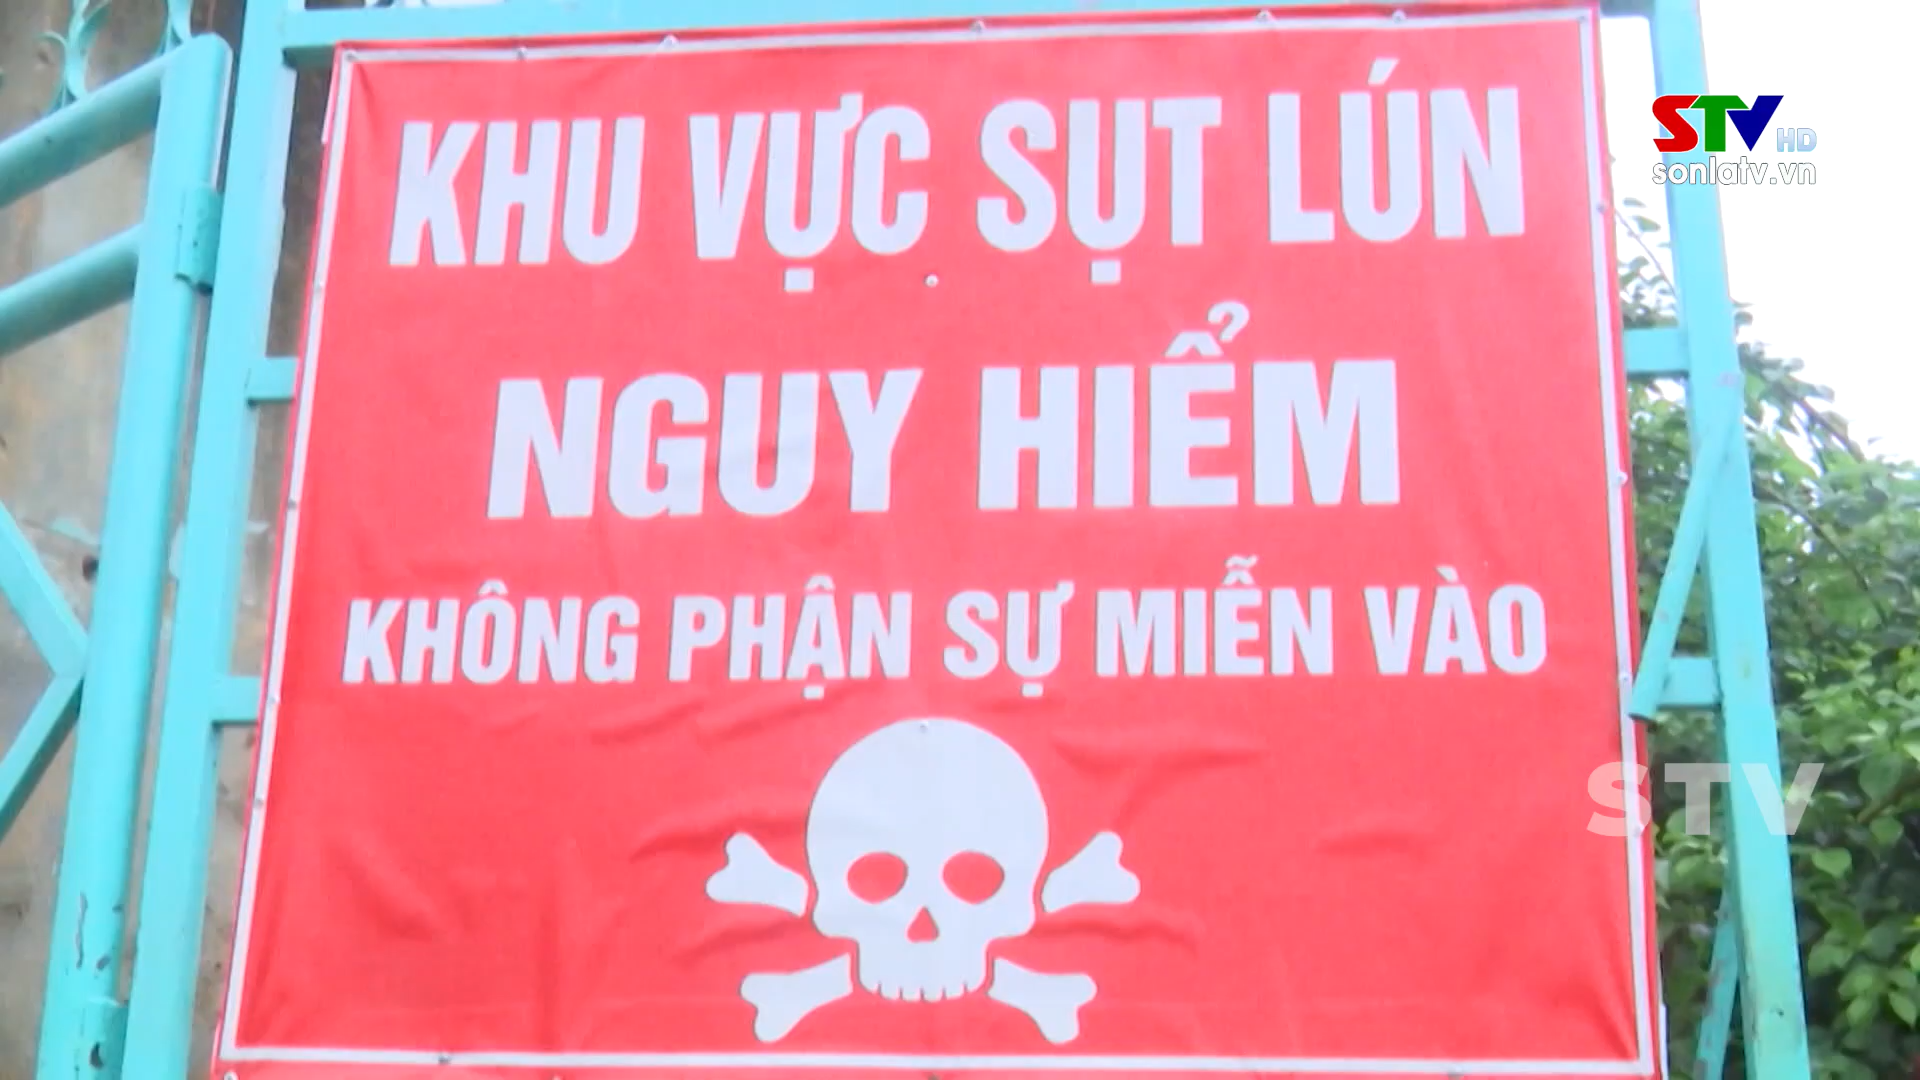 STV HD
sonlatv.vn
KHU VỰC SỤT LÚN
NGUY HIỂM
KHÔNG PHẬN SỰ MIỄN VÀO
STV